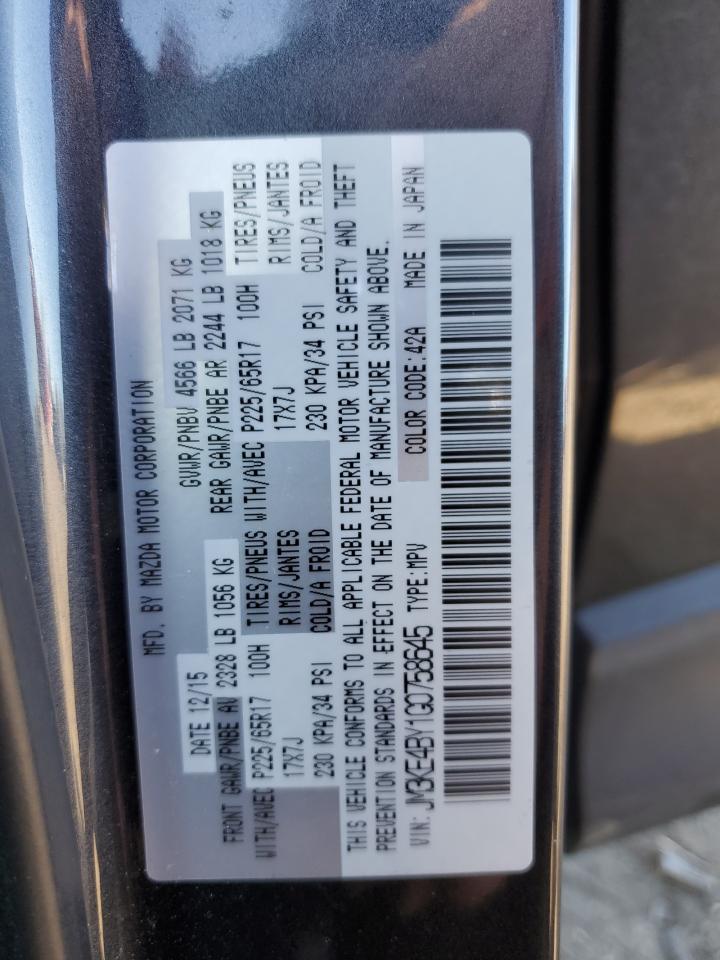 MFD. BY MAZDA MOTOR CORPORATION
DATE 12/15 GVWR/PNBV 4566 LB 2071 KG
FRONT GAWR/PNBE AV 2328 LB 1056 KG REAR GAWR/PNBE AR 2244 LB 1018 KG
WITH/AVEC P225/65R17 100H TIRES/PNEUS WITH/AVEC P225/65R17 100H TIRES/PNEUS
17X7J RIMS/JANTES 17X7J RIMS/JANTES
230 KPA/34 PSI COLD/A FROID 230 KPA/34 PSI COLD/A FROID
THIS VEHICLE CONFORMS TO ALL APPLICABLE FEDERAL MOTOR VEHICLE SAFETY AND THEFT
PREVENTION STANDARDS IN EFFECT ON THE DATE OF MANUFACTURE SHOWN ABOVE.
VIN: JM3KE4BY1G0758645 TYPE:MPV COLOR CODE:42A MADE IN JAPAN